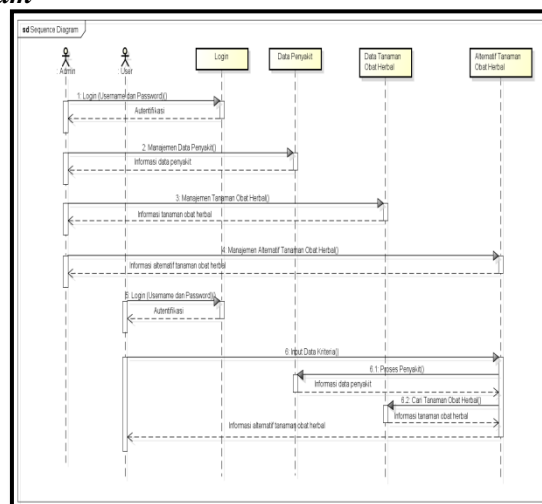 sd Sequence Diagram
Admin
User
Login
Data Penyakit
Data Tanaman
Obat Herbal
Alternatif Tanaman
Obat Herbal
1: Login (Username dan Password)()
Autentifikasi
2: Manajemen Data Penyakit()
Informasi data penyakit
3: Manajemen Tanaman Obat Herbal()
Informasi tanaman obat herbal
4: Manajemen Alternatif Tanaman Obat Herbal()
Informasi alternatif tanaman obat herbal
5: Login (Username dan Password)()
Autentifikasi
6: Input Data Kriteria()
6.1: Proses Penyakit()
Informasi data penyakit
6.2: Cari Tanaman Obat Herbal()
Informasi tanaman obat herbal
Informasi alternatif tanaman obat herbal